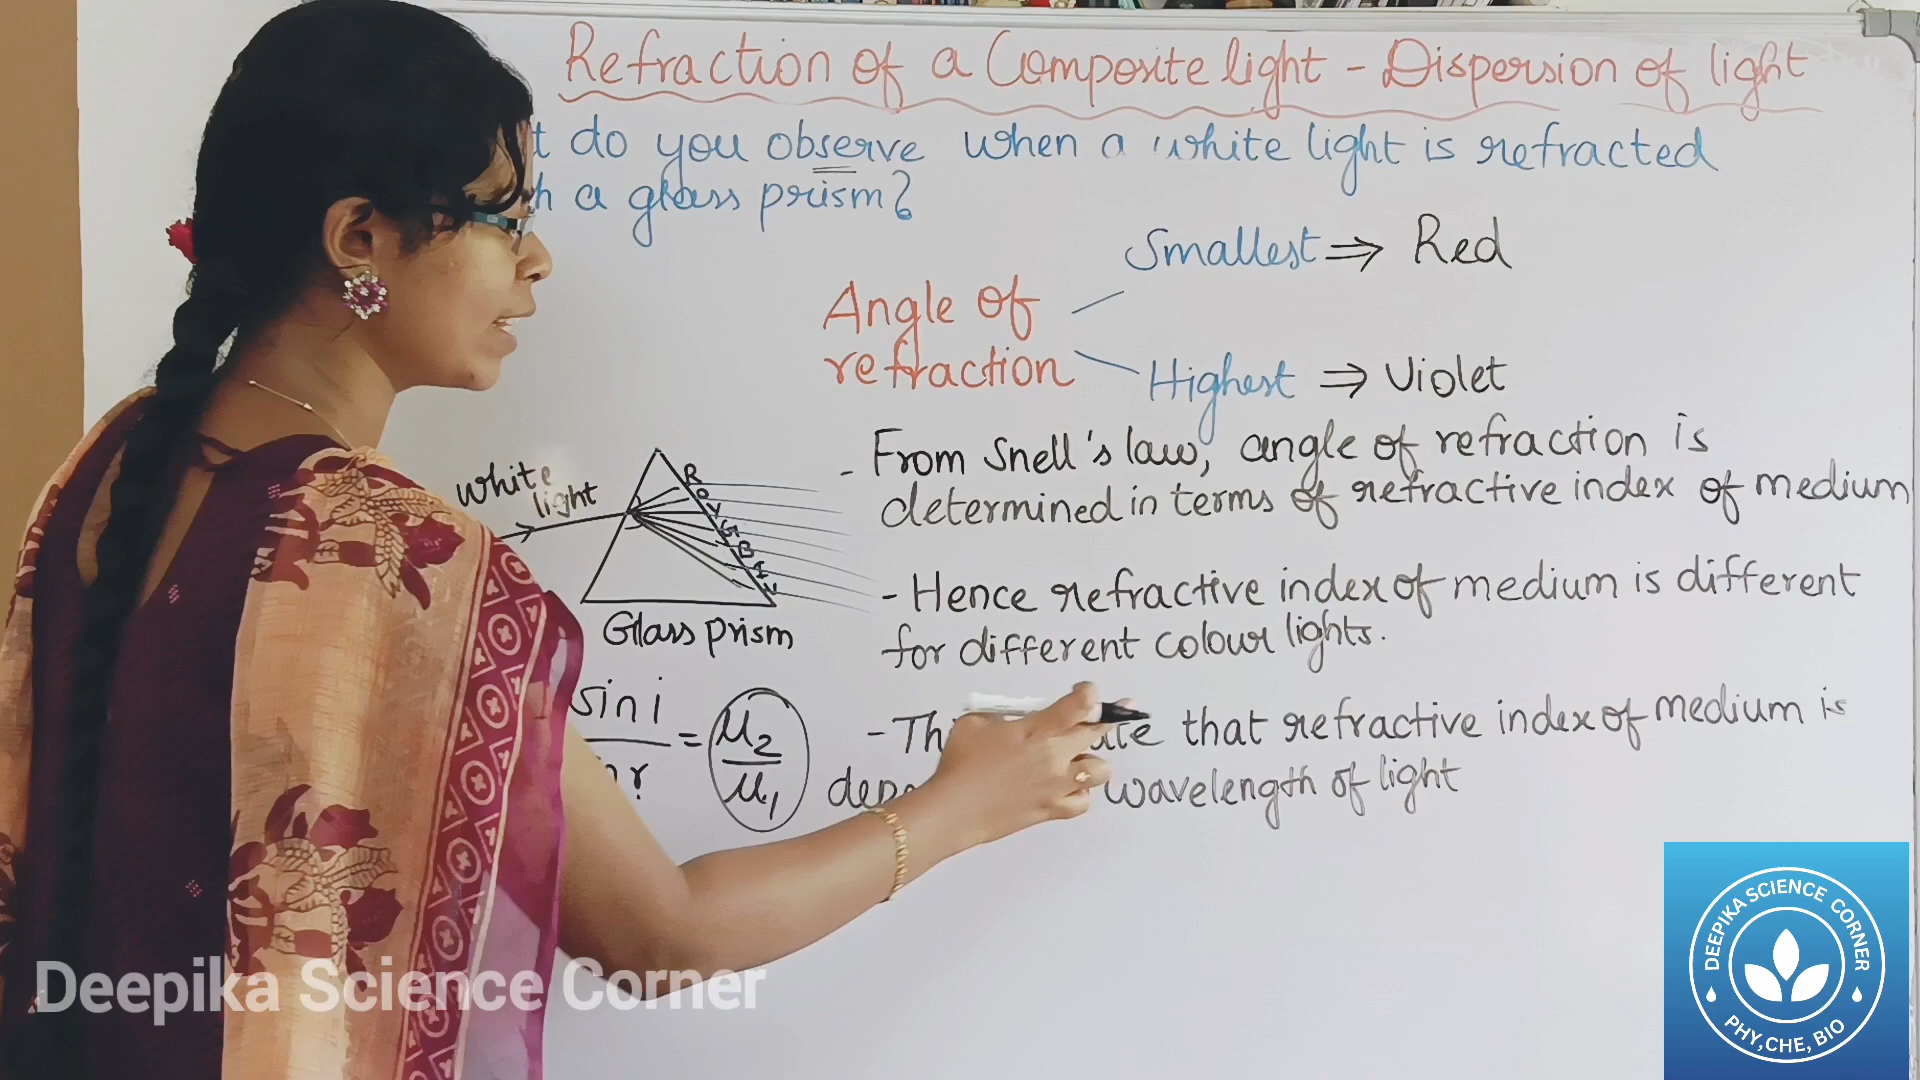 Refraction of a Composite light - Dispersion of light
do you observe when a white light is refracted
a glass prism?
Smallest ⇒ Red
Angle of
refraction
Highest ⇒ Violet
- From Snell's law, angle of refraction is
determined in terms of refractive index of medium
- Hence refractive index of medium is different
for different colour lights.
- that refractive index of medium is
wavelength of light
white
light
R
O
Y
G
B
I
V
Glass prism
sin i
r
= μ2
μ1
Deepika Science Corner
DEEPIKA SCIENCE CORNER
PHY, CHE, BIO